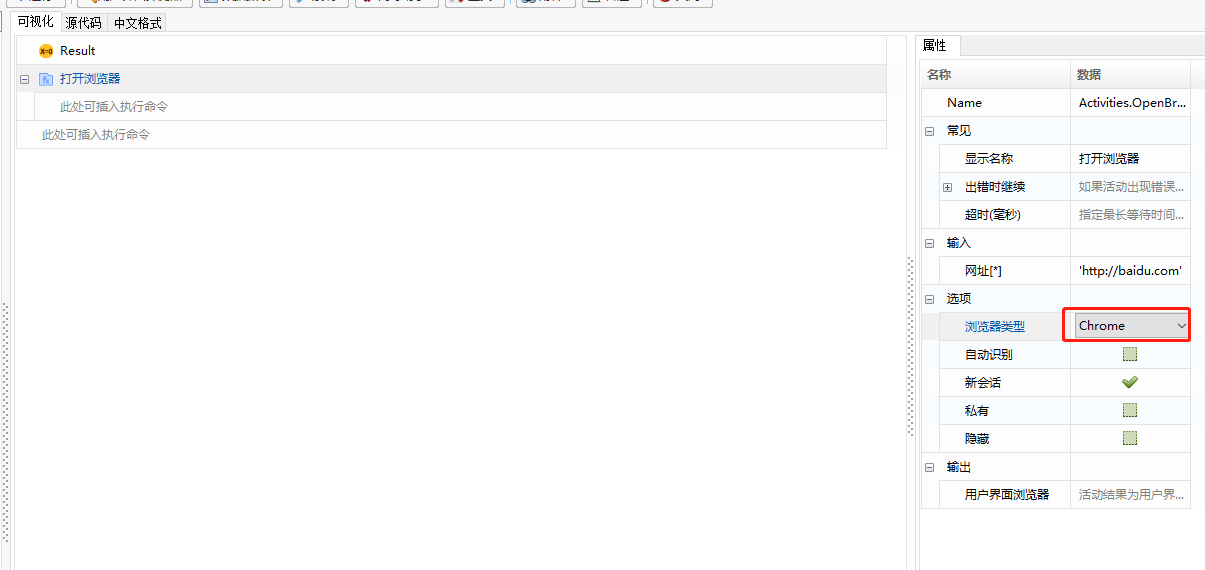 可视化 源代码 中文格式
Result
打开浏览器
此处可插入执行命令
此处可插入执行命令
属性
名称 数据
Name Activities.OpenBr...
常见
显示名称 打开浏览器
出错时继续 如果活动出现错误...
超时(毫秒) 指定最长等待时间...
输入
网址[*] 'http://baidu.com'
选项
浏览器类型 Chrome
自动识别
新会话
私有
隐藏
输出
用户界面浏览器 活动结果为用户界...